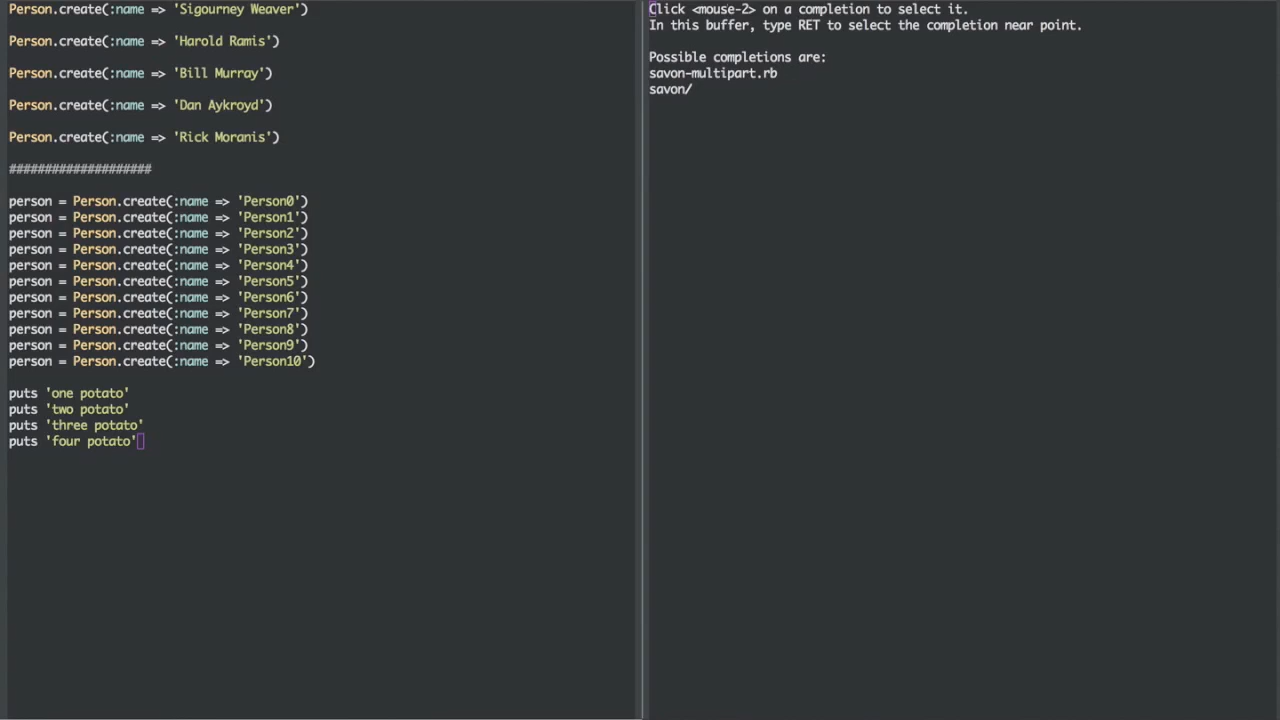 Person.create(:name => 'Sigourney Weaver')
Person.create(:name => 'Harold Ramis')
Person.create(:name => 'Bill Murray')
Person.create(:name => 'Dan Aykroyd')
Person.create(:name => 'Rick Moranis')
####################
person = Person.create(:name => 'Person0')
person = Person.create(:name => 'Person1')
person = Person.create(:name => 'Person2')
person = Person.create(:name => 'Person3')
person = Person.create(:name => 'Person4')
person = Person.create(:name => 'Person5')
person = Person.create(:name => 'Person6')
person = Person.create(:name => 'Person7')
person = Person.create(:name => 'Person8')
person = Person.create(:name => 'Person9')
person = Person.create(:name => 'Person10')
puts 'one potato'
puts 'two potato'
puts 'three potato'
puts 'four potato'
Click <mouse-2> on a completion to select it.
In this buffer, type RET to select the completion near point.
Possible completions are:
savon-multipart.rb
savon/